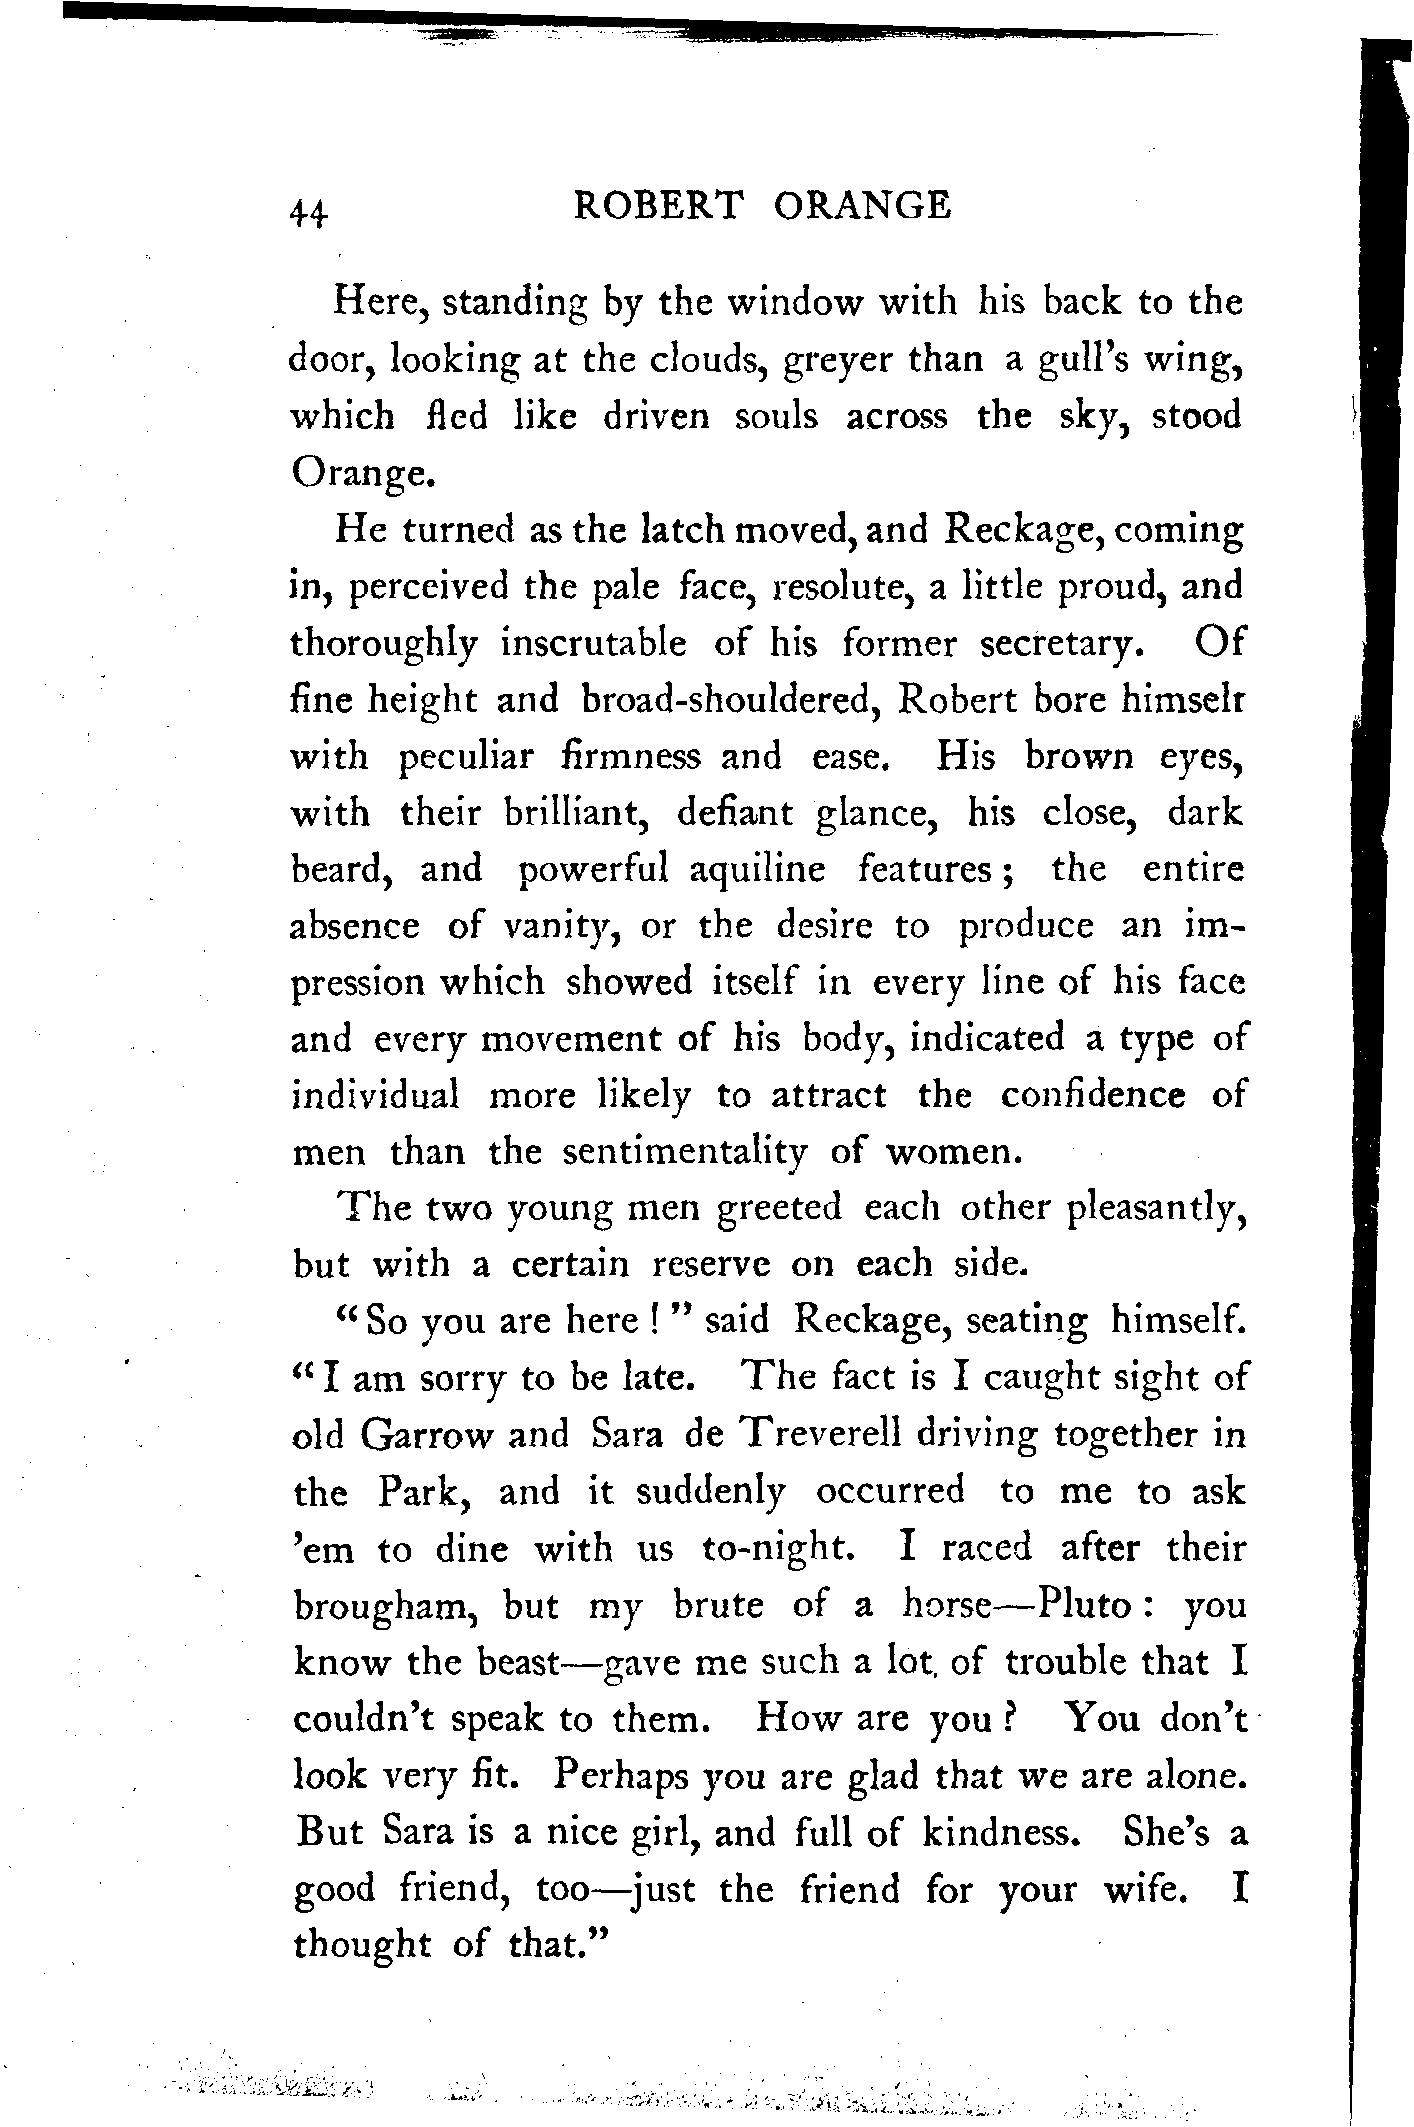 44 ROBERT ORANGE
Here, standing by the window with his back to the
door, looking at the clouds, greyer than a gull's wing,
which fled like driven souls across the sky, stood
Orange.
He turned as the latch moved, and Reckage, coming
in, perceived the pale face, resolute, a little proud, and
thoroughly inscrutable of his former secretary. Of
fine height and broad-shouldered, Robert bore himself
with peculiar firmness and ease. His brown eyes,
with their brilliant, defiant glance, his close, dark
beard, and powerful aquiline features; the entire
absence of vanity, or the desire to produce an im-
pression which showed itself in every line of his face
and every movement of his body, indicated a type of
individual more likely to attract the confidence of
men than the sentimentality of women.
The two young men greeted each other pleasantly,
but with a certain reserve on each side.
"So you are here!" said Reckage, seating himself.
"I am sorry to be late. The fact is I caught sight of
old Garrow and Sara de Treverell driving together in
the Park, and it suddenly occurred to me to ask
'em to dine with us to-night. I raced after their
brougham, but my brute of a horse—Pluto: you
know the beast—gave me such a lot of trouble that I
couldn't speak to them. How are you? You don't
look very fit. Perhaps you are glad that we are alone.
But Sara is a nice girl, and full of kindness. She's a
good friend, too—just the friend for your wife. I
thought of that."